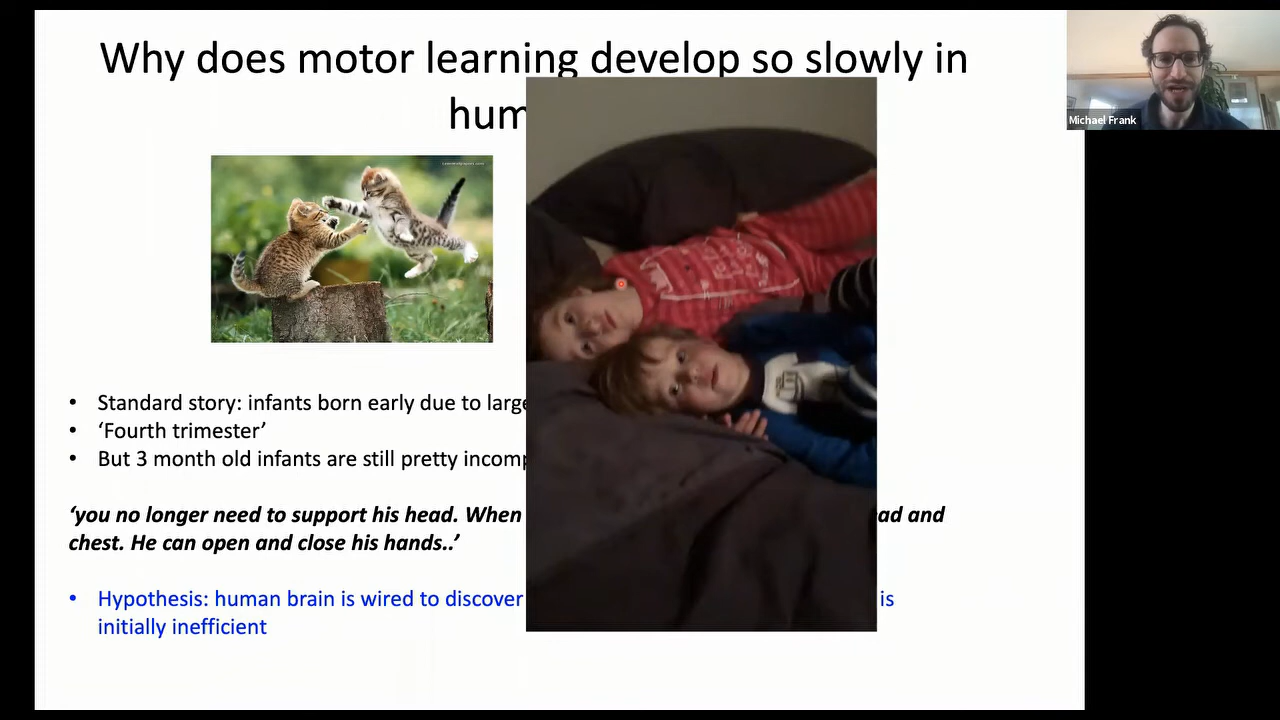 Why does motor learning develop so slowly in
hum
Michael Frank
• Standard story: infants born early due to large
• ‘Fourth trimester’
• But 3 month old infants are still pretty incomp
‘you no longer need to support his head. When ad and
chest. He can open and close his hands..’
• Hypothesis: human brain is wired to discover is
initially inefficient